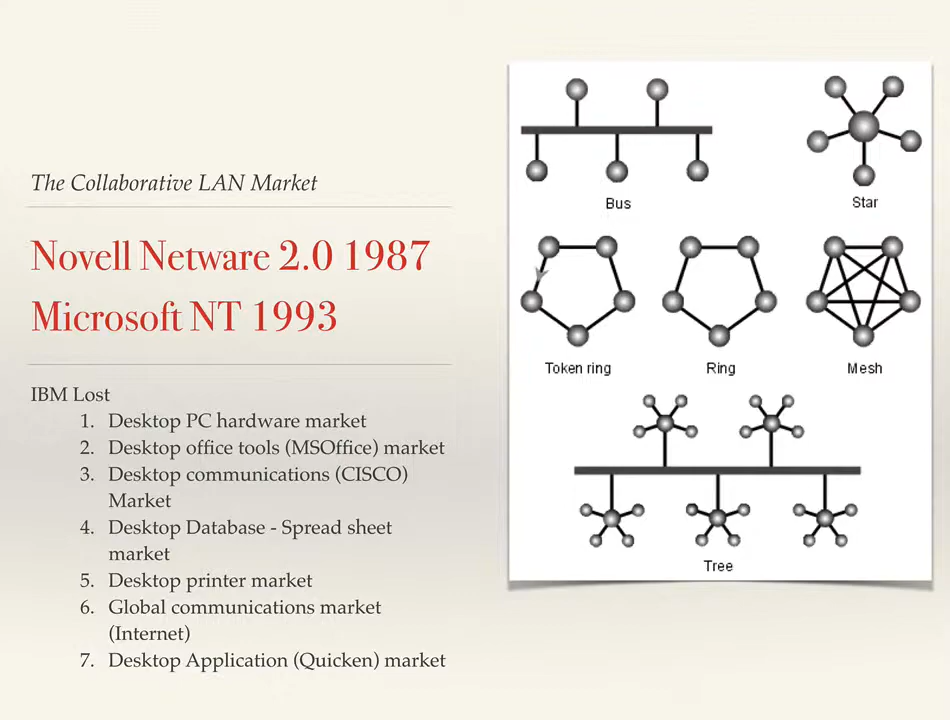 The Collaborative LAN Market
Novell Netware 2.0 1987
Microsoft NT 1993
IBM Lost
1. Desktop PC hardware market
2. Desktop office tools (MSOffice) market
3. Desktop communications (CISCO)
Market
4. Desktop Database - Spread sheet
market
5. Desktop printer market
6. Global communications market
(Internet)
7. Desktop Application (Quicken) market
Bus
Star
Token ring
Ring
Mesh
Tree